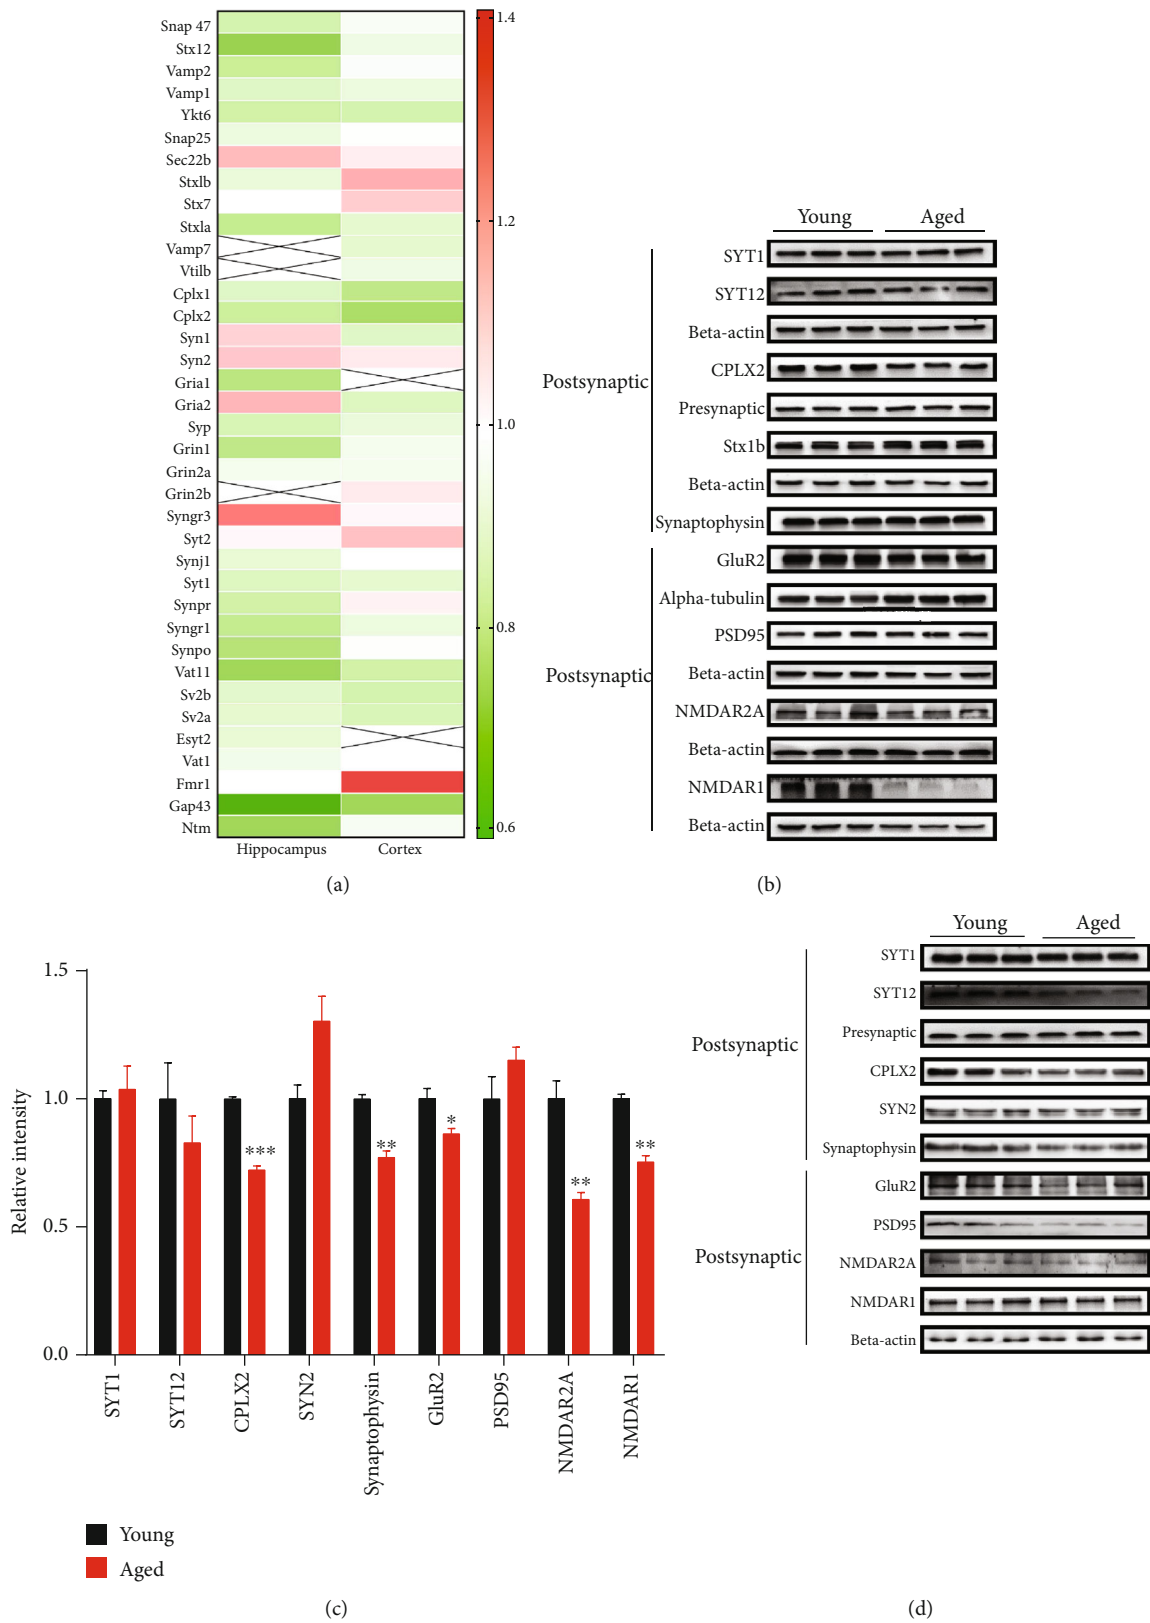 Snap 47
Stx12
Vamp2
Vamp1
Ykt6
Snap25
Sec22b
Stxlb
Stx7
Stxla
Vamp7
Vtilb
Cplx1
Cplx2
Syn1
Syn2
Gria1
Gria2
Syp
Grin1
Grin2a
Grin2b
Syngr3
Syt2
Synj1
Syt1
Synpr
Syngr1
Synpo
Vat11
Sv2b
Sv2a
Esyt2
Vat1
Fmr1
Gap43
Ntm
Hippocampus Cortex
1.4
1.2
1.0
0.8
0.6
(a)
Young Aged
Postsynaptic
SYT1
SYT12
Beta-actin
CPLX2
Presynaptic
Stx1b
Beta-actin
Synaptophysin
Postsynaptic
GluR2
Alpha-tubulin
PSD95
Beta-actin
NMDAR2A
Beta-actin
NMDAR1
Beta-actin
(b)
Relative intensity
1.5
1.0
0.5
0.0
***
**
*
**
**
SYT1
SYT12
CPLX2
SYN2
Synaptophysin
GluR2
PSD95
NMDAR2A
NMDAR1
Young
Aged
(c)
Young Aged
Postsynaptic
SYT1
SYT12
Presynaptic
CPLX2
SYN2
Synaptophysin
Postsynaptic
GluR2
PSD95
NMDAR2A
NMDAR1
Beta-actin
(d)